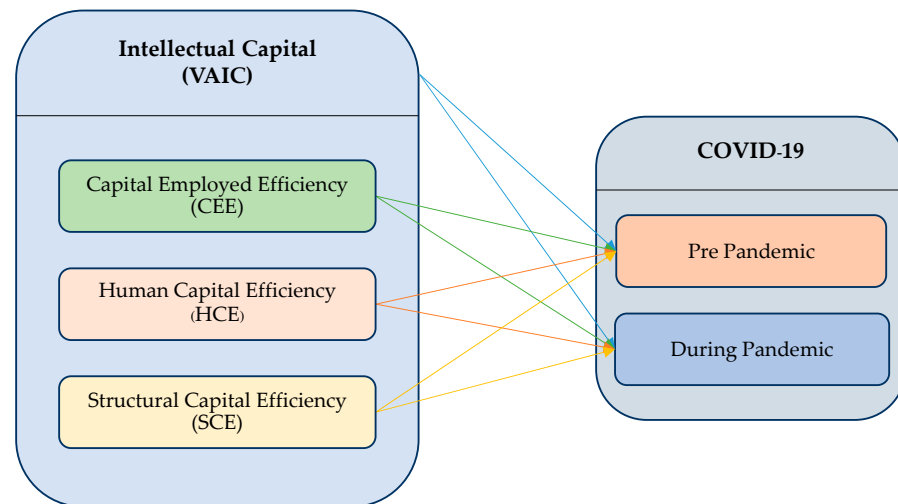 Intellectual Capital
(VAIC)
Capital Employed Efficiency
(CEE)
Human Capital Efficiency
(HCE)
Structural Capital Efficiency
(SCE)
COVID-19
Pre Pandemic
During Pandemic